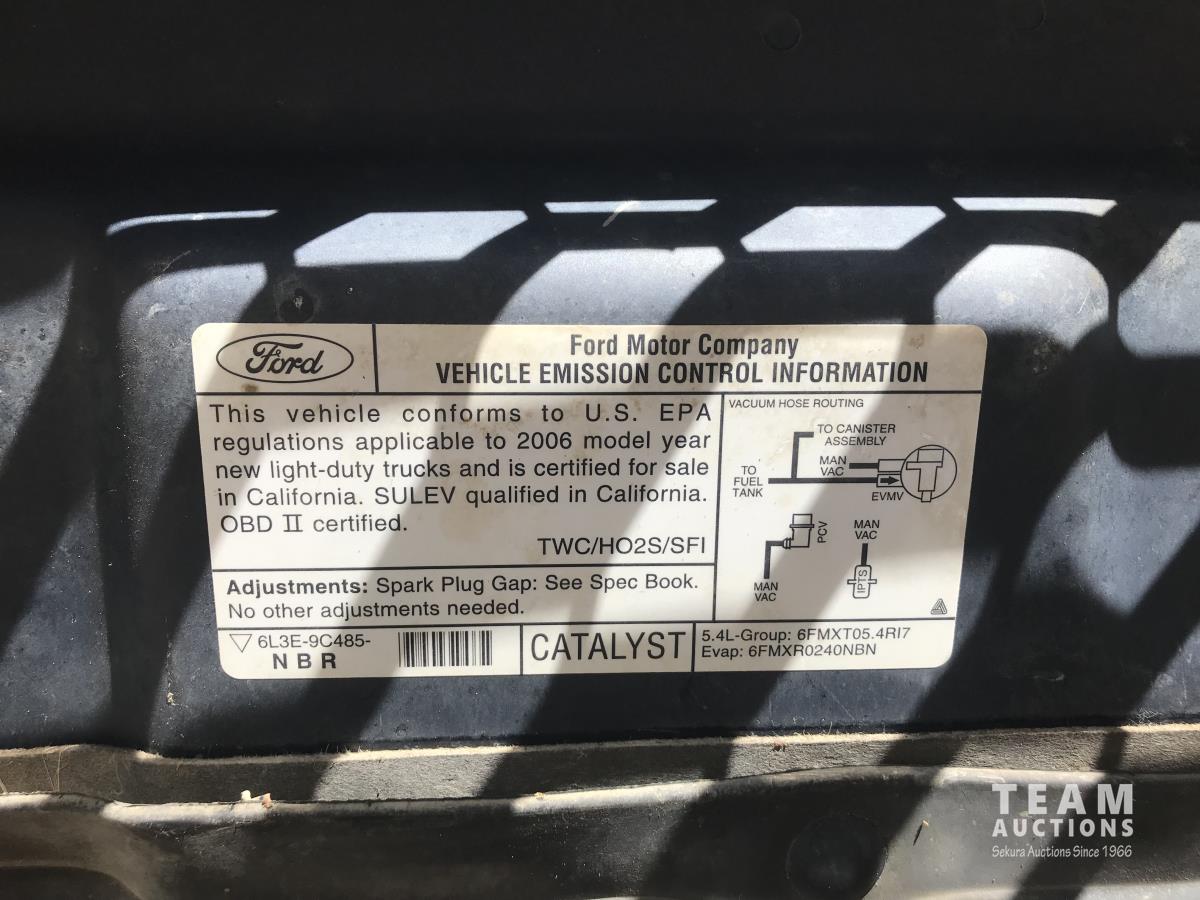 Ford
Ford Motor Company
VEHICLE EMISSION CONTROL INFORMATION
This vehicle conforms to U.S. EPA
regulations applicable to 2006 model year
new light-duty trucks and is certified for sale
in California. SULEV qualified in California.
OBD II certified.
TWC/HO2S/SFI
Adjustments: Spark Plug Gap: See Spec Book.
No other adjustments needed.
VACUUM HOSE ROUTING
TO CANISTER
ASSEMBLY
MAN
VAC
TO
FUEL
TANK
EVMV
PCV
MAN
VAC
MAN
VAC
IPTS
6L3E-9C485-
NBR
CATALYST
5.4L-Group: 6FMXT05.4RI7
Evap: 6FMXR0240NBN
TEAM
AUCTIONS
Sekura Auctions Since 1966